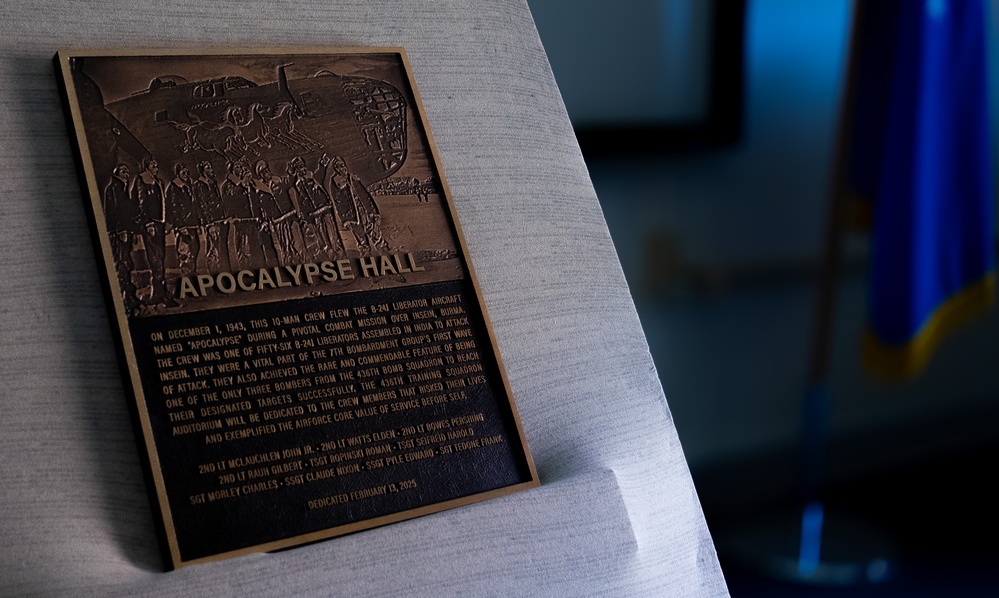 APOCALYPSE HALL
ON DECEMBER 1, 1943, THIS 10-MAN CREW FLEW THE B-24J LIBERATOR AIRCRAFT
NAMED "APOCALYPSE" DURING A PIVOTAL COMBAT MISSION OVER INSEIN, BURMA.
THE CREW WAS ONE OF FIFTY-SIX B-24J LIBERATORS ASSEMBLED IN INDIA TO ATTACK
INSEIN. THEY WERE A VITAL PART OF THE 7TH BOMBARDMENT GROUP'S FIRST WAVE
OF ATTACK. THEY ALSO ACHIEVED THE RARE AND COMMENDABLE FEATURE OF BEING
ONE OF THE ONLY THREE BOMBERS FROM THE 436TH BOMB SQUADRON TO REACH
THEIR DESIGNATED TARGETS SUCCESSFULLY. THE 436TH TRAINING SQUADRON
AUDITORIUM WILL BE DEDICATED TO THE CREW MEMBERS THAT RISKED THEIR LIVES
AND EXEMPLIFIED THE AIRFORCE CORE VALUE OF SERVICE BEFORE SELF.
2ND LT MCLAUCHLEN JOHN JR. • 2ND LT WATTS ELDEN • 2ND LT BOWES PERSHING
2ND LT RAUH GILBERT • TSGT ROPINSKI ROMAN • TSGT SEIFREID HAROLD
SGT MORLEY CHARLES • SSGT CLAUDE NIXON • SSGT PYLE EDWARD • SGT TEDONE FRANK
DEDICATED FEBRUARY 13, 2025